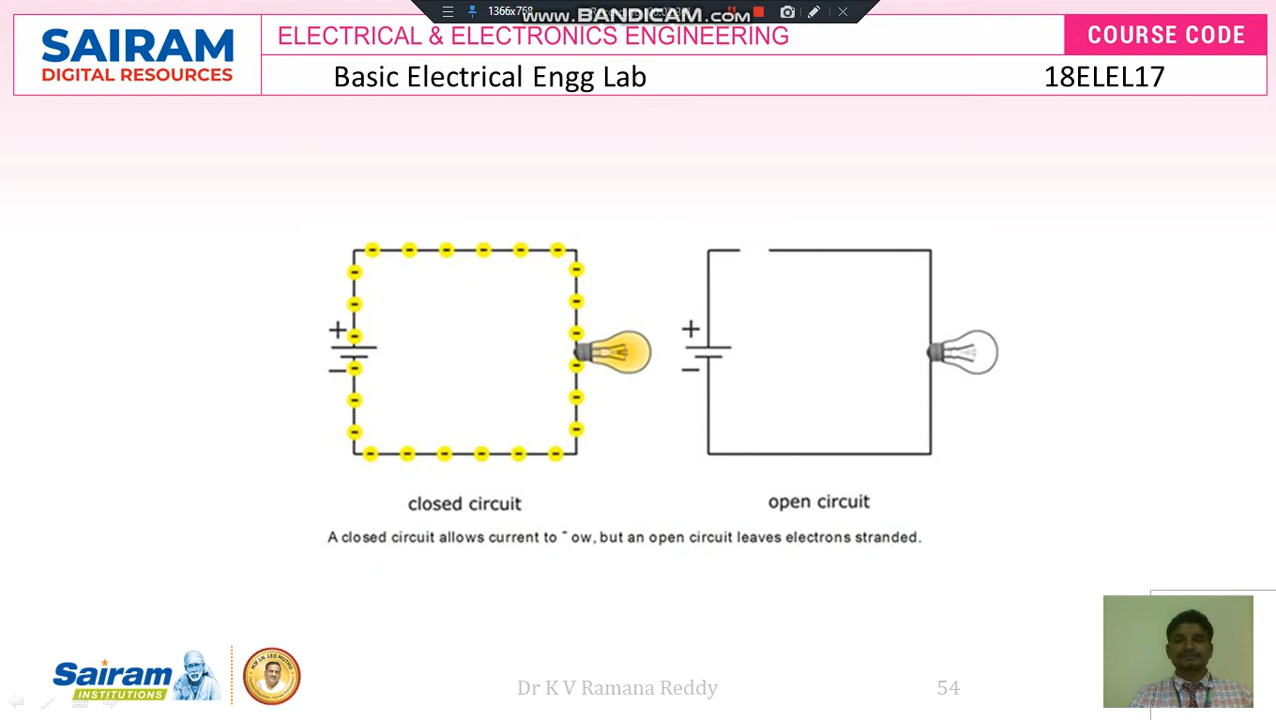 1366x768
www.BANDICAM.com
SAIRAM
DIGITAL RESOURCES
ELECTRICAL & ELECTRONICS ENGINEERING
COURSE CODE
Basic Electrical Engg Lab
18ELEL17
+
−
+
−
closed circuit
open circuit
A closed circuit allows current to ¯ ow, but an open circuit leaves electrons stranded.
Sairam
INSTITUTIONS
Dr K V Ramana Reddy
54